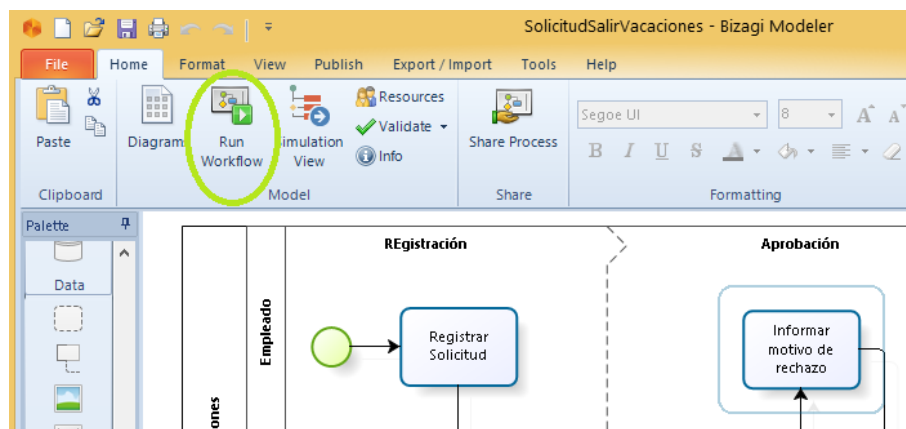 SolicitudSalirVacaciones - Bizagi Modeler
File Home Format View Publish Export / Import Tools Help
Paste
Diagram
Run
Workflow
Simulation
View
Resources
Validate
Info
Share Process
Segoe UI
8
A A
B I U S A
Clipboard
Model
Share
Formatting
Palette
Data
REgistración
Aprobación
Empleado
Registrar
Solicitud
Informar
motivo de
rechazo